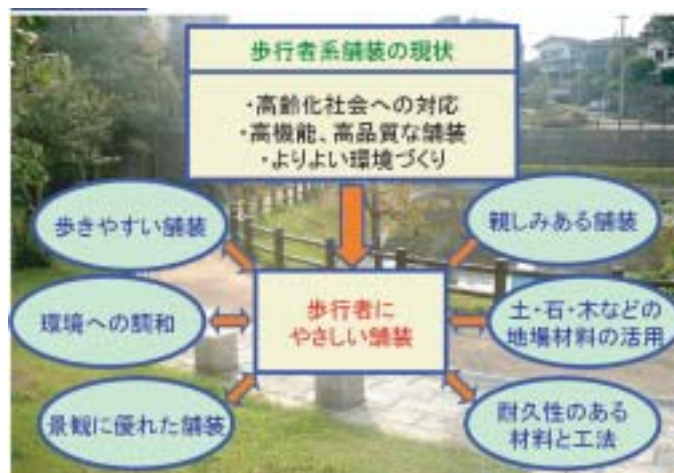 歩行者系舗装の現状
・高齢化社会への対応
・高機能、高品質な舗装
・よりよい環境づくり
歩きやすい舗装
親しみある舗装
環境への調和
歩行者に
やさしい舗装
土・石・木などの
地場材料の活用
景観に優れた舗装
耐久性のある
材料と工法